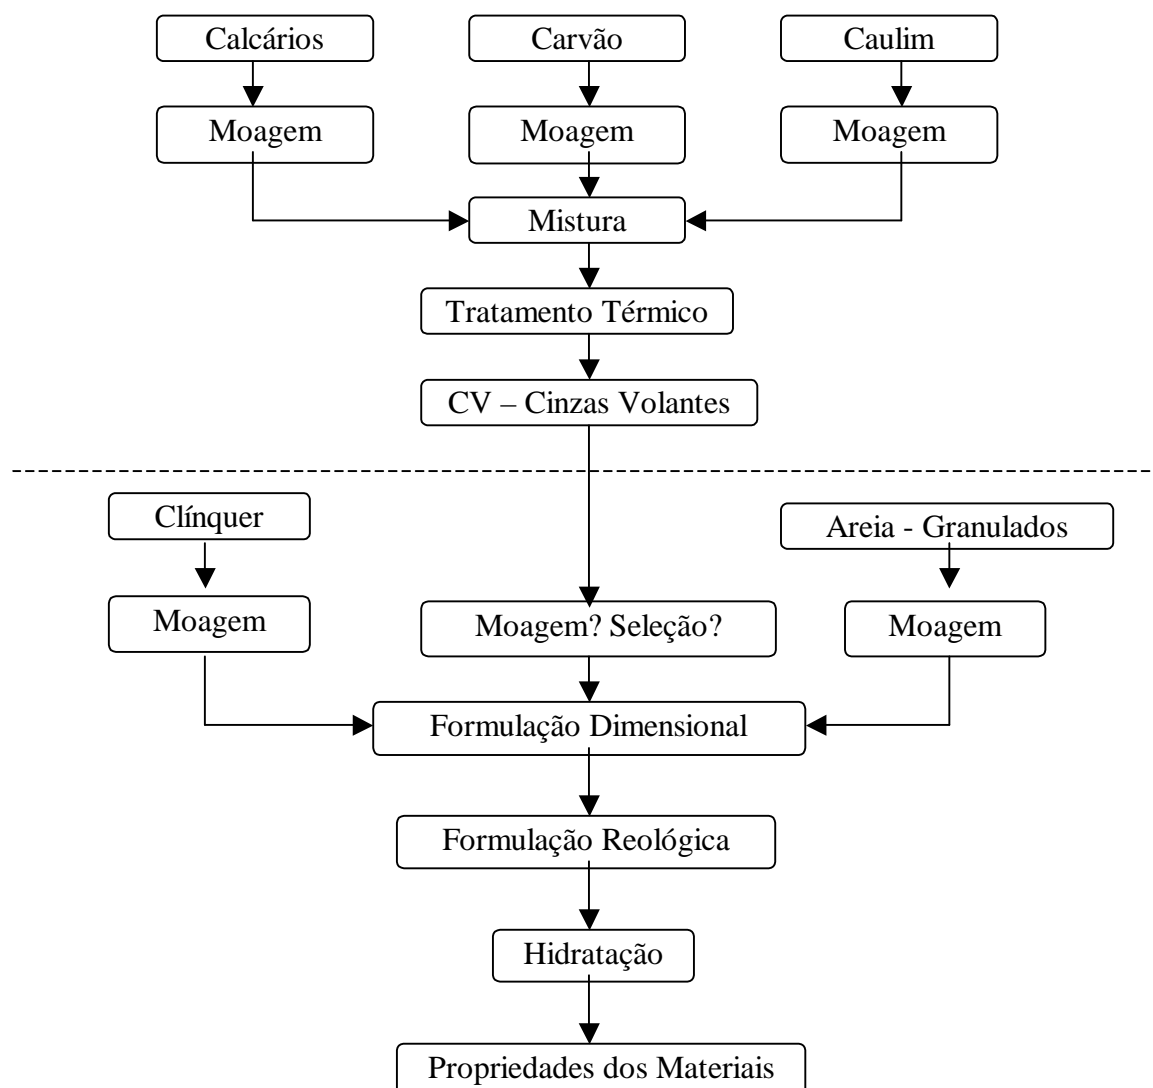 Calcários
Carvão
Caulim
Moagem
Moagem
Moagem
Mistura
Tratamento Térmico
CV – Cinzas Volantes
Clínquer
Areia - Granulados
Moagem
Moagem? Seleção?
Moagem
Formulação Dimensional
Formulação Reológica
Hidratação
Propriedades dos Materiais